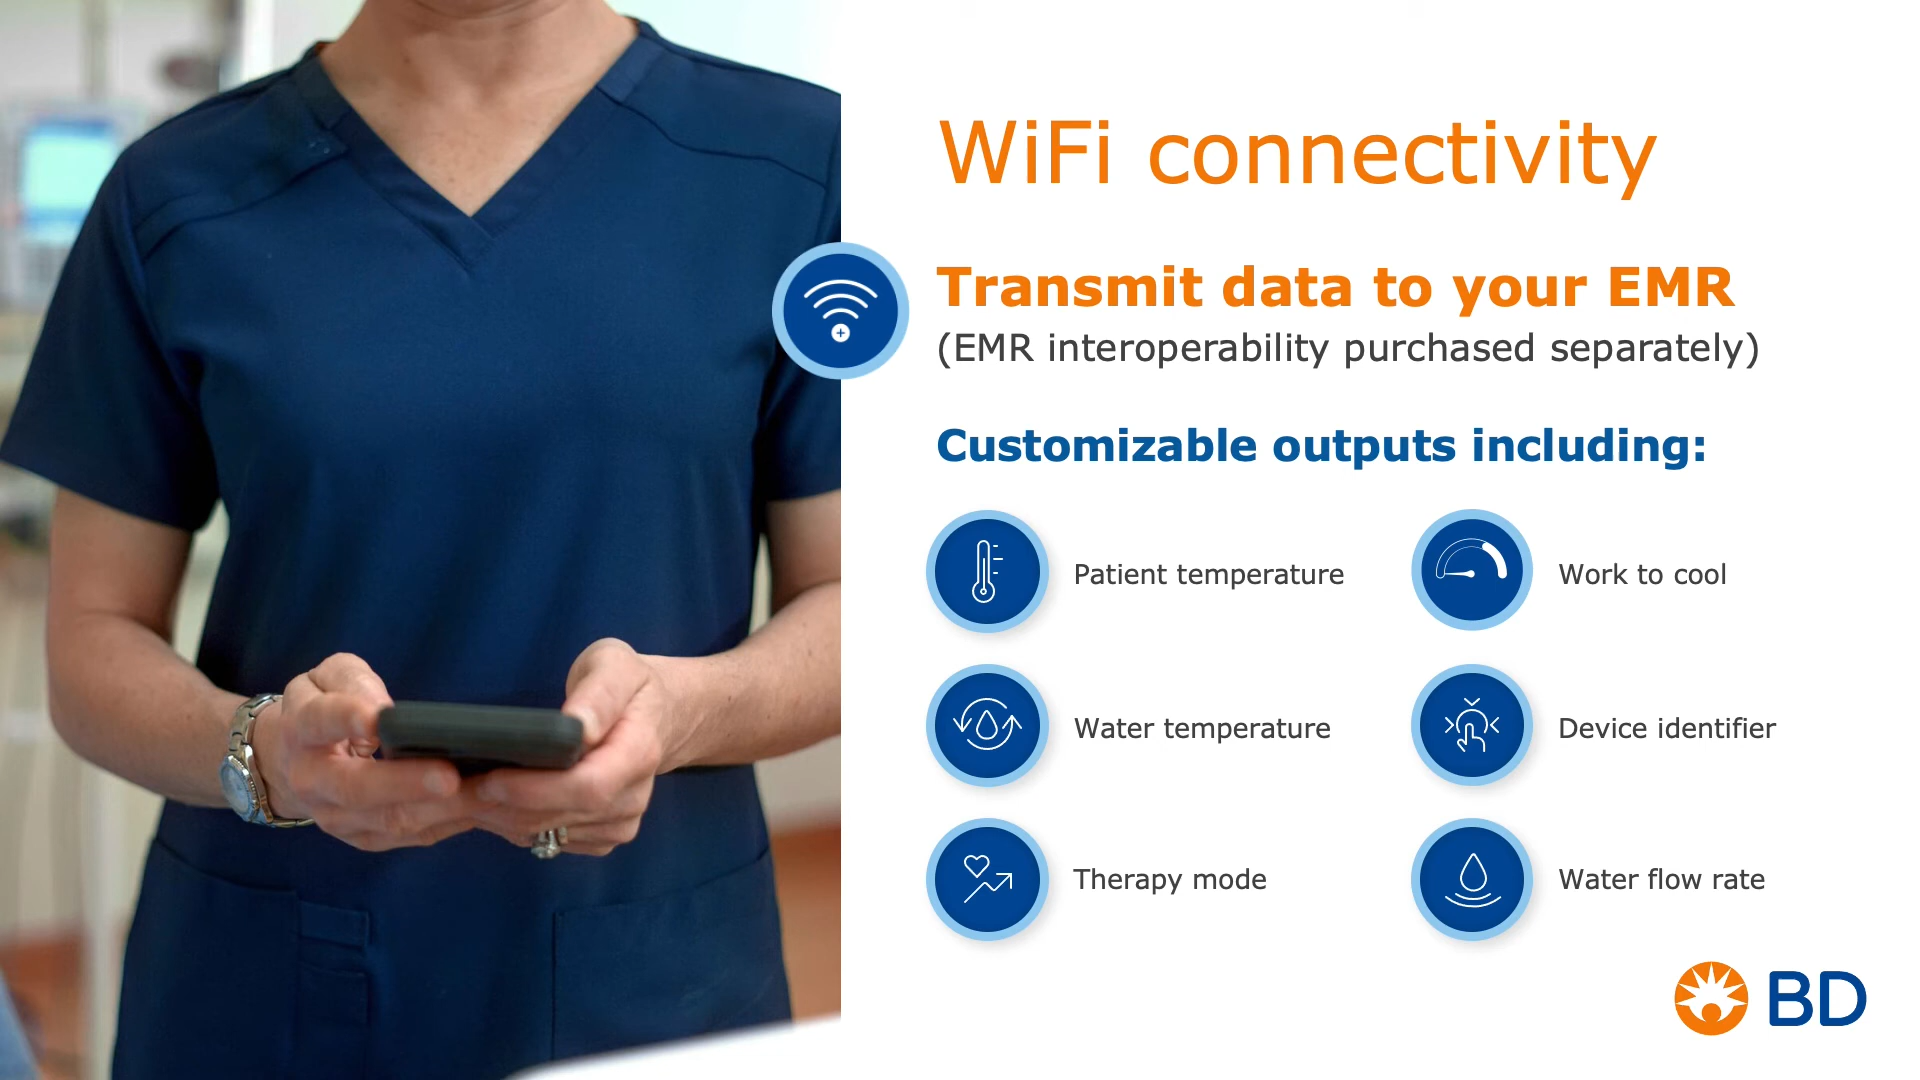 WiFi connectivity
Transmit data to your EMR
(EMR interoperability purchased separately)
Customizable outputs including:
Patient temperature
Work to cool
Water temperature
Device identifier
Therapy mode
Water flow rate
BD